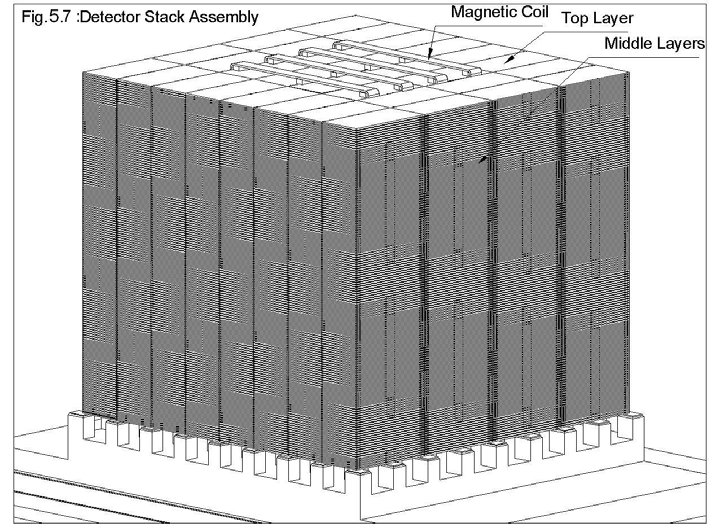 Fig.5.7 :Detector Stack Assembly
Magnetic Coil
Top Layer
Middle Layers